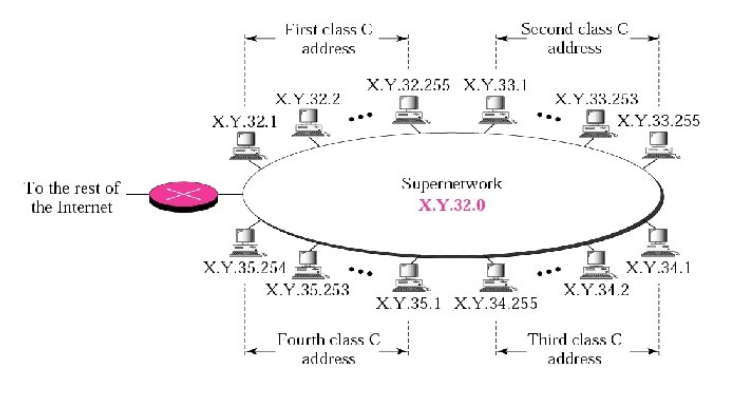 First class C
address
Second class C
address
X.Y.32.255 X.Y.33.1
X.Y.32.2
X.Y.33.253
X.Y.32.1
X.Y.33.255
To the rest of
the Internet
Supernetwork
X.Y.32.0
X.Y.35.254
X.Y.34.1
X.Y.35.253
X.Y.34.2
X.Y.35.1 X.Y.34.255
Fourth class C
address
Third class C
address